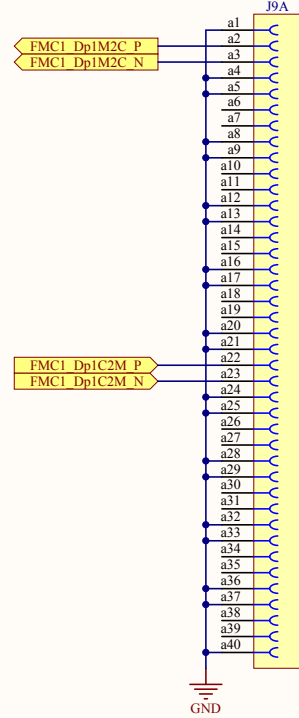 J9A
a1
FMC1_Dp1M2C_P a2
FMC1_Dp1M2C_N a3
a4
a5
a6
a7
a8
a9
a10
a11
a12
a13
a14
a15
a16
a17
a18
a19
a20
a21
FMC1_Dp1C2M_P a22
FMC1_Dp1C2M_N a23
a24
a25
a26
a27
a28
a29
a30
a31
a32
a33
a34
a35
a36
a37
a38
a39
a40
GND